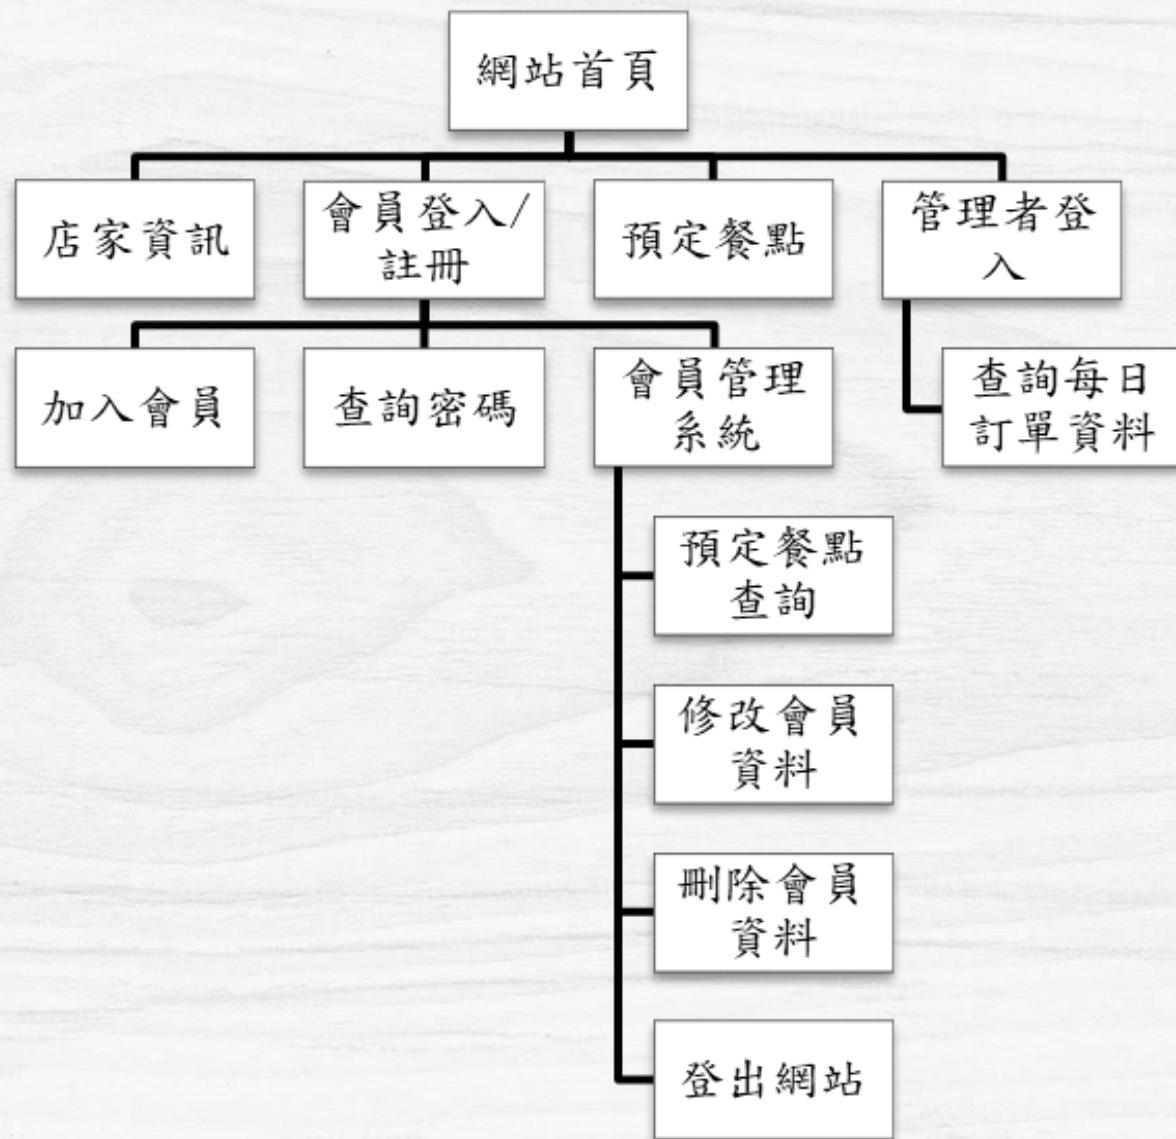 網站首頁
店家資訊
會員登入/
註冊
預定餐點
管理者登
入
加入會員
查詢密碼
會員管理
系統
查詢每日
訂單資料
預定餐點
查詢
修改會員
資料
刪除會員
資料
登出網站